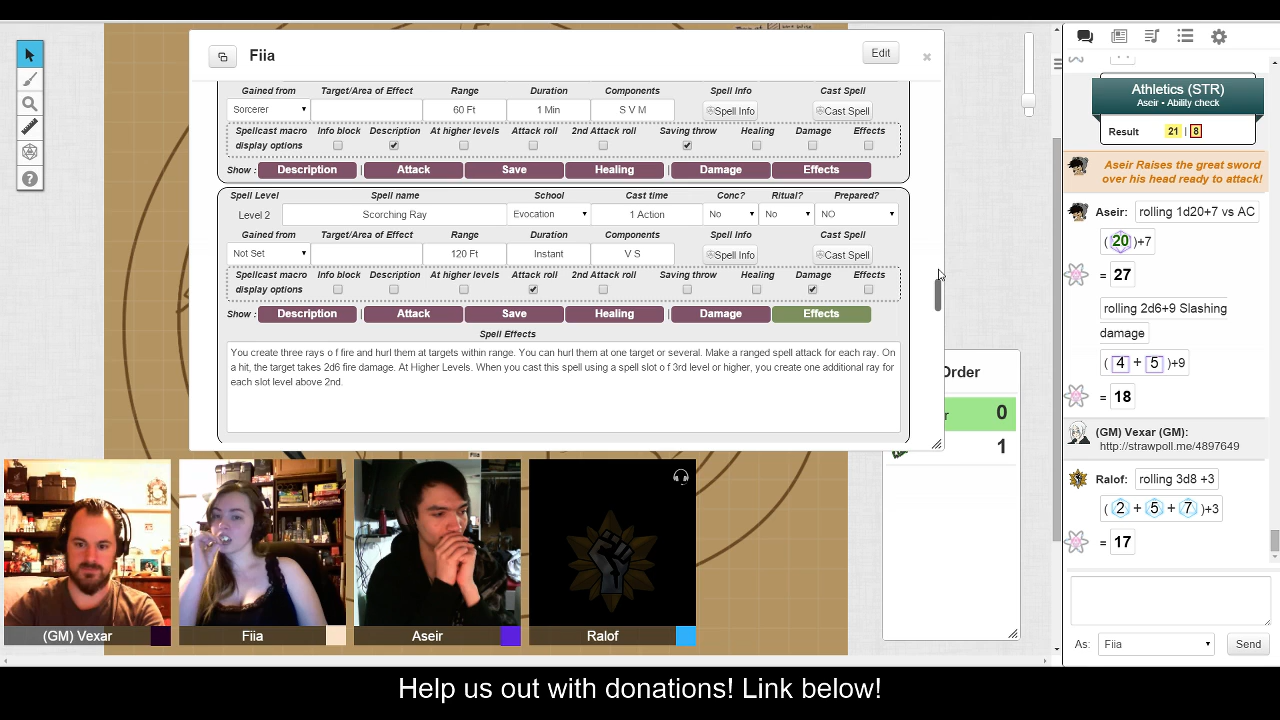 Fiia
Edit
Gained from Target/Area of Effect Range Duration Components Spell Info Cast Spell
Sorcerer 60 Ft 1 Min S V M Spell Info Cast Spell
Spellcast macro Info block Description At higher levels Attack roll 2nd Attack roll Saving throw Healing Damage Effects
display options
Show : Description | Attack Save Healing | Damage Effects
Spell Level Spell name School Cast time Conc? Ritual? Prepared?
Level 2 Scorching Ray Evocation 1 Action No No NO
Gained from Target/Area of Effect Range Duration Components Spell Info Cast Spell
Not Set 120 Ft Instant V S Spell Info Cast Spell
Spellcast macro Info block Description At higher levels Attack roll 2nd Attack roll Saving throw Healing Damage Effects
display options
Show : Description | Attack Save Healing | Damage Effects
Spell Effects
You create three rays o f fire and hurl them at targets within range. You can hurl them at one target or several. Make a ranged spell attack for each ray. On
a hit, the target takes 2d6 fire damage. At Higher Levels. When you cast this spell using a spell slot o f 3rd level or higher, you create one additional ray for
each slot level above 2nd.
Order
r 0
1
Fiia
(GM) Vexar
Fiia
Aseir
Ralof
Athletics (STR)
Aseir • Ability check
Result 21 | 8
Aseir Raises the great sword
over his head ready to attack!
Aseir: rolling 1d20+7 vs AC
(20)+7
= 27
rolling 2d6+9 Slashing
damage
(4 + 5)+9
= 18
(GM) Vexar (GM):
http://strawpoll.me/4897649
Ralof: rolling 3d8 +3
(2 + 5 + 7)+3
= 17
As: Fiia Send
Help us out with donations! Link below!